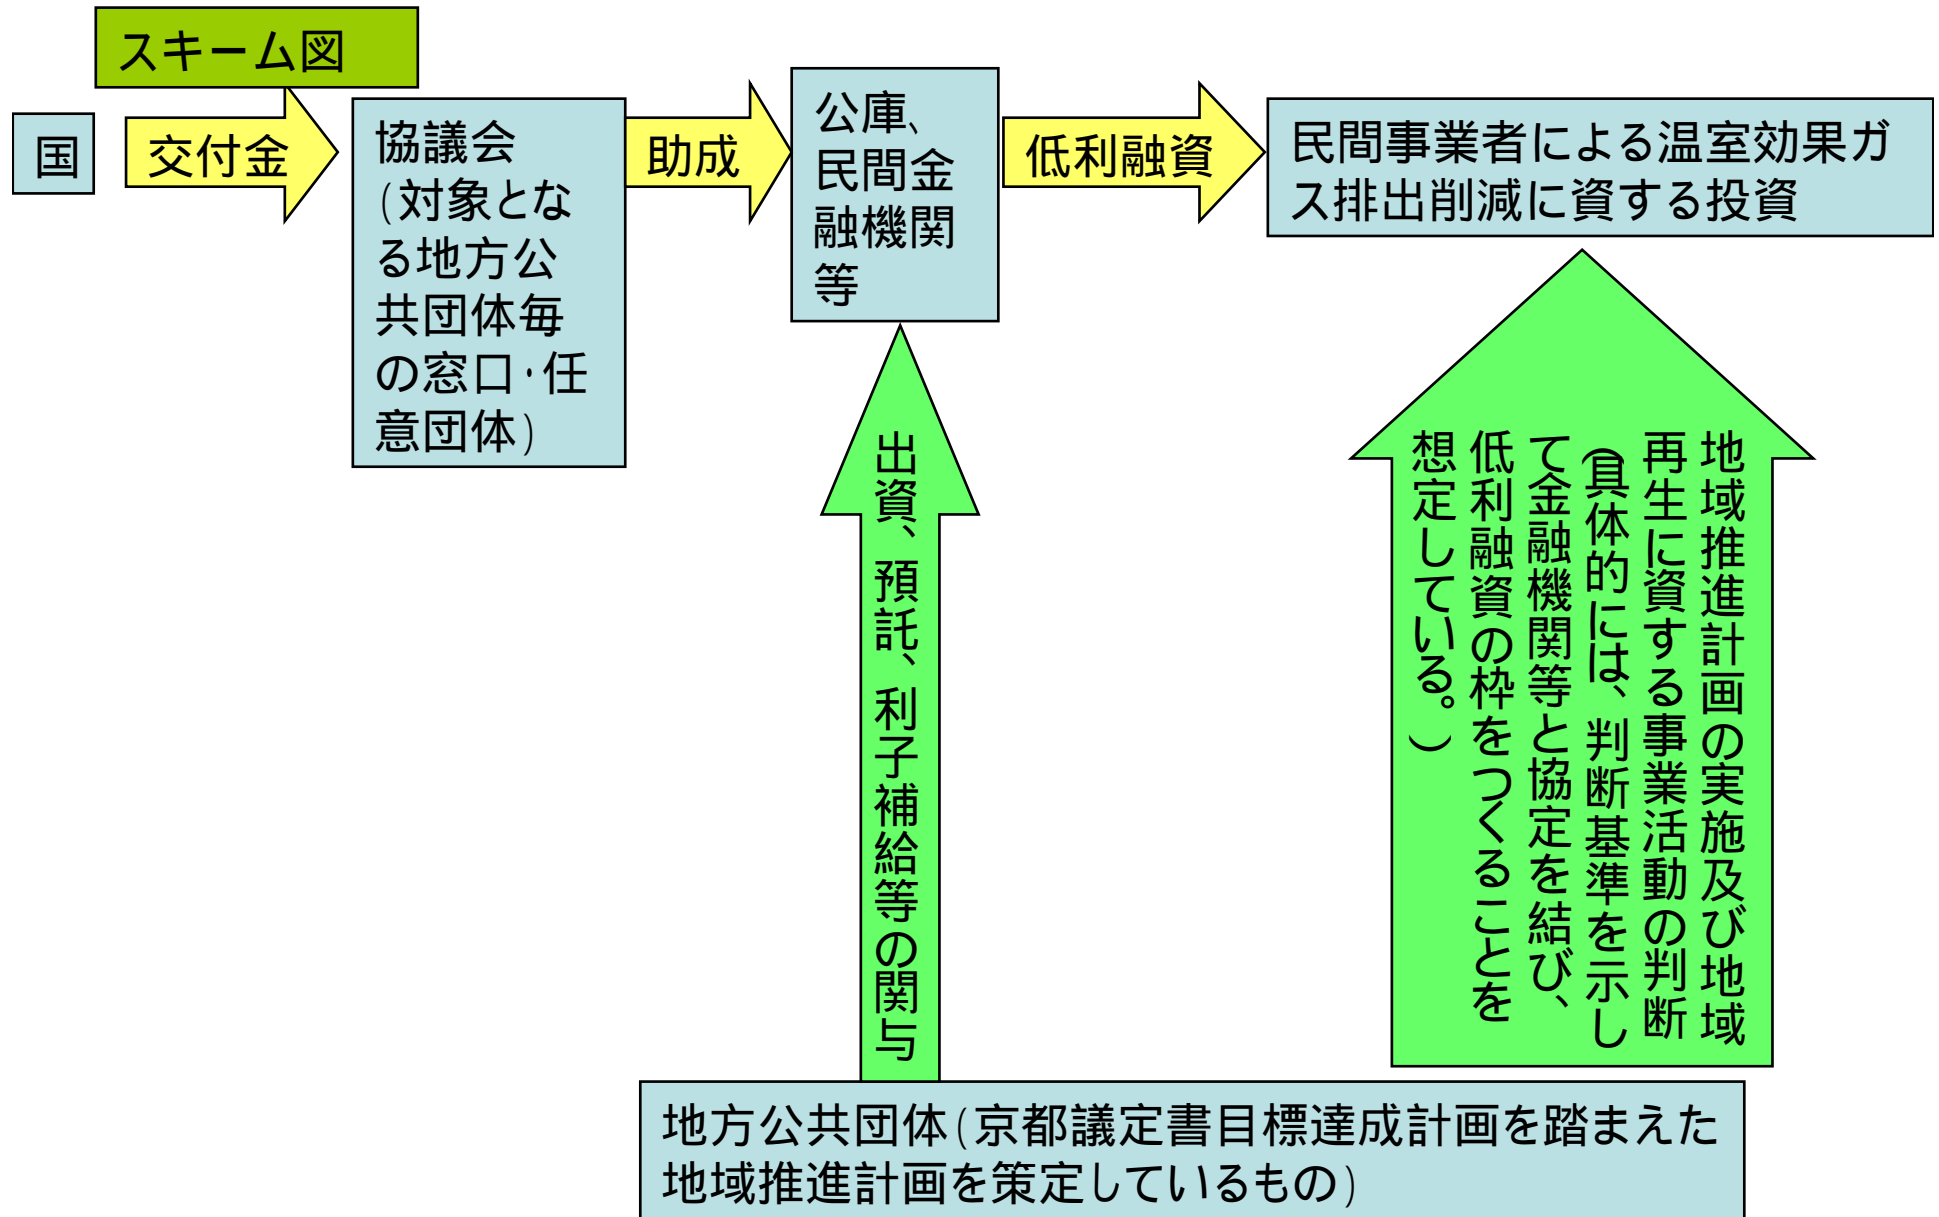 スキーム図
国
交付金
協議会
(対象とな
る地方公
共団体毎
の窓口・任
意団体)
助成
公庫、
民間金
融機関
等
低利融資
民間事業者による温室効果ガ
ス排出削減に資する投資
出資、預託、利子補給等の関与
地域推進計画の実施及び地域
再生に資する事業活動の判断
(具体的には、判断基準を示し
て金融機関等と協定を結び、
低利融資の枠をつくることを
想定している。)
地方公共団体(京都議定書目標達成計画を踏まえた
地域推進計画を策定しているもの)